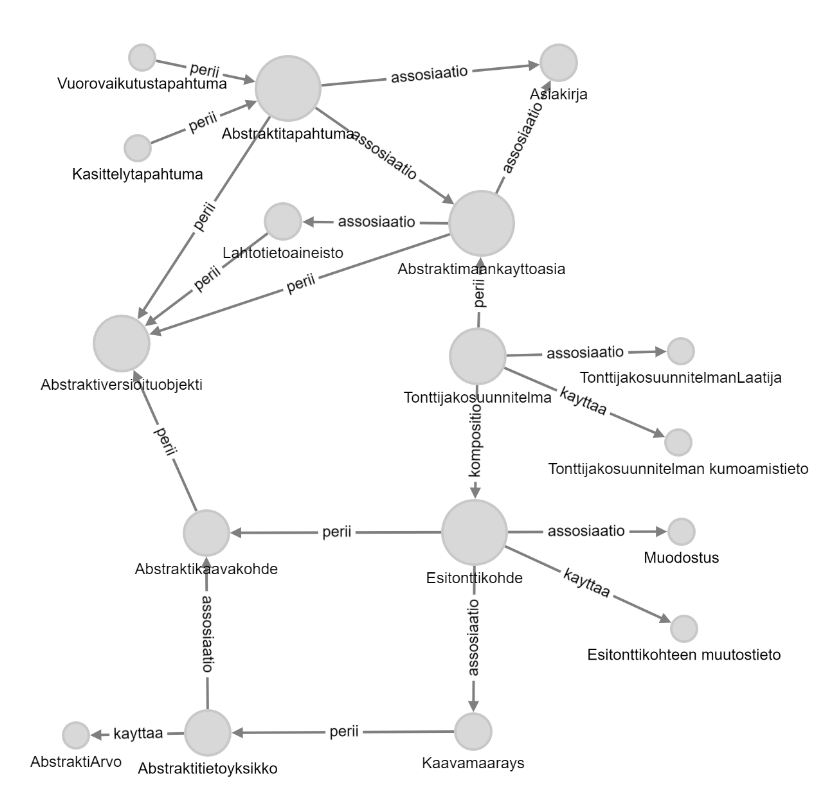 perii
assosiaatio
Vuorovaikutustapahtuma
Asiakirja
perii
Abstraktitapahtuma
assosiaatio
assosiaatio
Kasittelytapahtuma
perii
assosiaatio
Lahtotietoaineisto
Abstraktimaankayttoasia
perii
perii
perii
Abstraktiversioituobjekti
assosiaatio
TonttijakosuunnitelmanLaatija
Tonttijakosuunnitelma
kayttaa
perii
kompositio
Tonttijakosuunnitelman kumoamistieto
perii
assosiaatio
Muodostus
Abstraktikaavakohde
Esitonttikohde
kayttaa
assosiaatio
assosiaatio
Esitonttikohteen muutostieto
kayttaa
perii
AbstraktiArvo
Abstraktitietoyksikko
Kaavamaarays